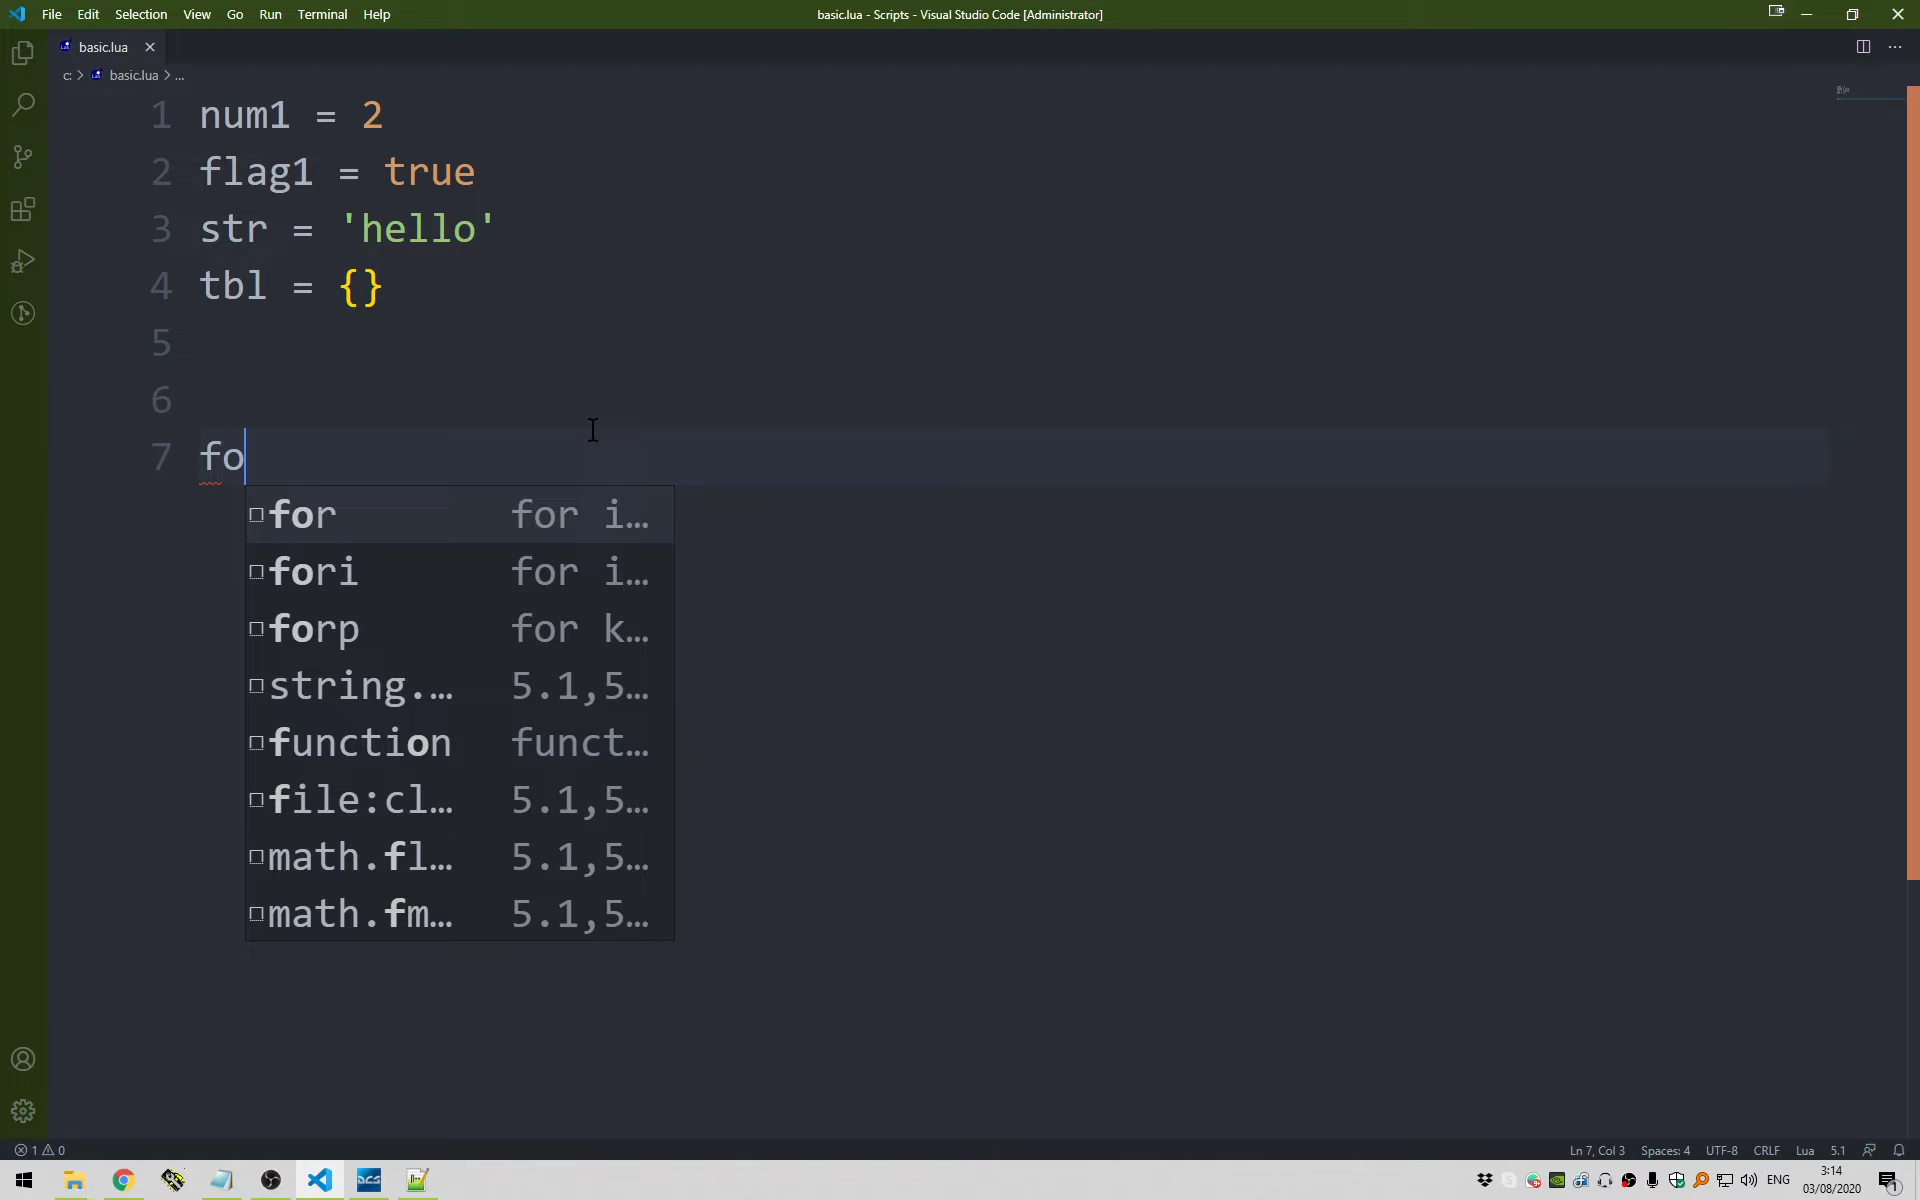 File Edit Selection View Go Run Terminal Help
basic.lua - Scripts - Visual Studio Code [Administrator]
basic.lua
c: > basic.lua > ...
1 num1 = 2
2 flag1 = true
3 str = 'hello'
4 tbl = {}
5
6
7 fo
for for i…
fori for i…
forp for k…
string.… 5.1,5…
function funct…
file:cl… 5.1,5…
math.fl… 5.1,5…
math.fm… 5.1,5…
1 0
Ln 7, Col 3 Spaces: 4 UTF-8 CRLF Lua 5.1
DCS
ENG
3:14
03/08/2020
1